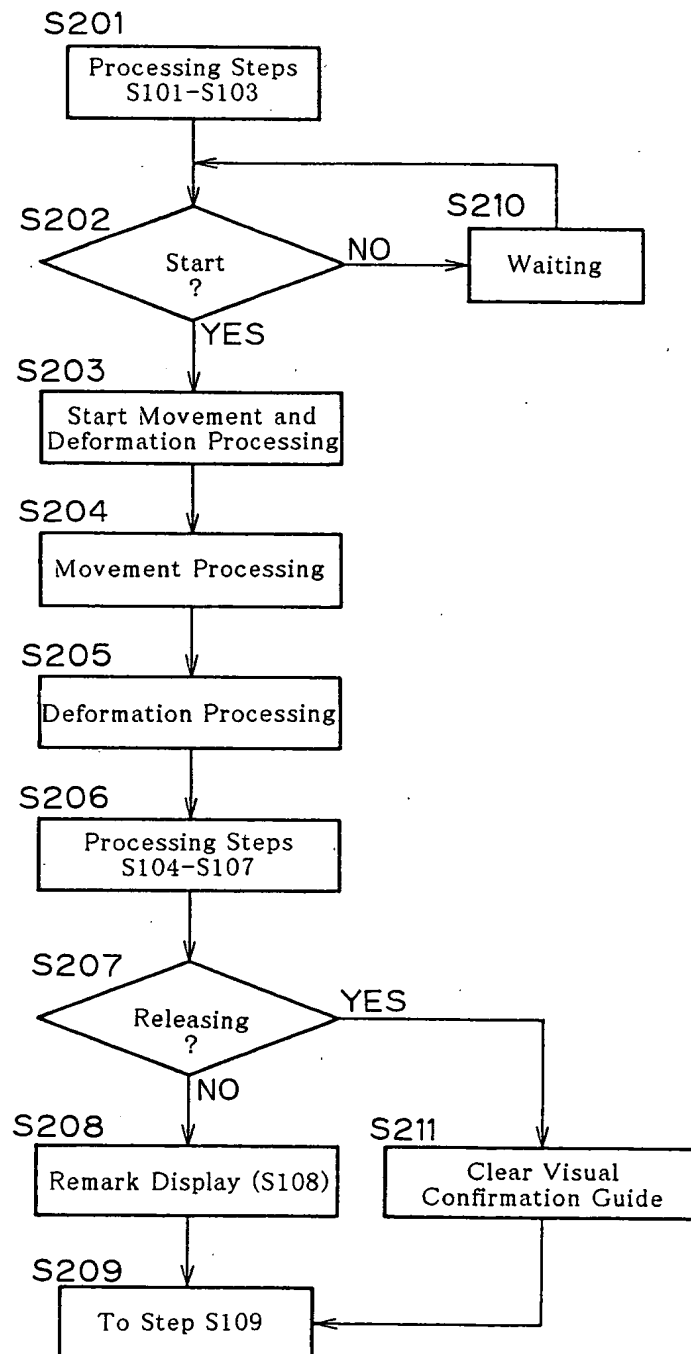 S201
Processing Steps
S101-S103
S202
Start
?
NO
S210
Waiting
YES
S203
Start Movement and
Deformation Processing
S204
Movement Processing
S205
Deformation Processing
S206
Processing Steps
S104-S107
S207
Releasing
?
YES
NO
S208
Remark Display (S108)
S211
Clear Visual
Confirmation Guide
S209
To Step S109